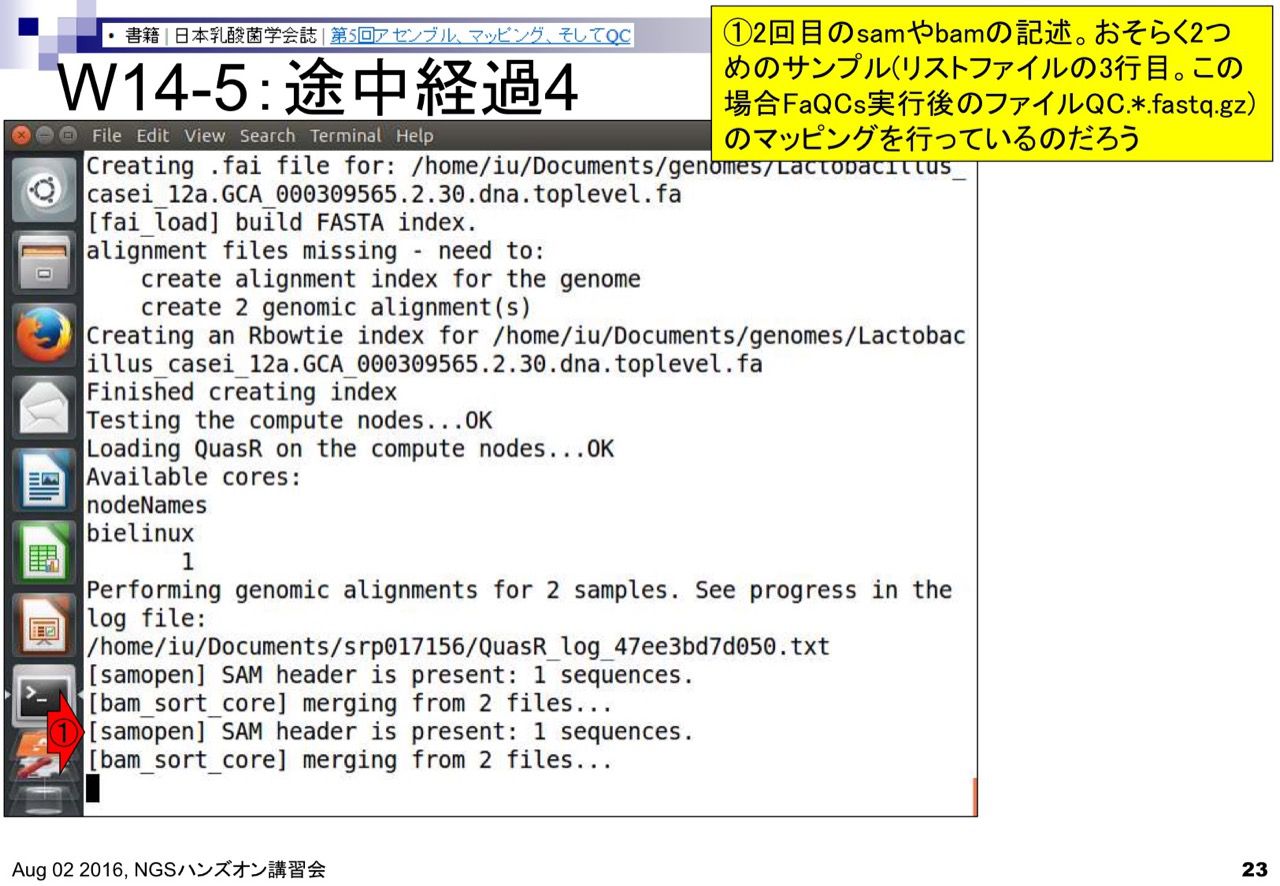 ・ 書籍 | 日本乳酸菌学会誌 | 第5回アセンブル、マッピング、そしてQC
W14-5:途中経過4
①2回目のsamやbamの記述。おそらく2つ
めのサンプル(リストファイルの3行目。この
場合FaQCs実行後のファイルQC.*.fastq.gz)
のマッピングを行っているのだろう
File Edit View Search Terminal Help
Creating .fai file for: /home/iu/Documents/genomes/Lactobacillus_
casei_12a.GCA_000309565.2.30.dna.toplevel.fa
[fai_load] build FASTA index.
alignment files missing - need to:
    create alignment index for the genome
    create 2 genomic alignment(s)
Creating an Rbowtie index for /home/iu/Documents/genomes/Lactobac
illus_casei_12a.GCA_000309565.2.30.dna.toplevel.fa
Finished creating index
Testing the compute nodes...OK
Loading QuasR on the compute nodes...OK
Available cores:
nodeNames
bielinux
       1
Performing genomic alignments for 2 samples. See progress in the
log file:
/home/iu/Documents/srp017156/QuasR_log_47ee3bd7d050.txt
[samopen] SAM header is present: 1 sequences.
[bam_sort_core] merging from 2 files...
①
[samopen] SAM header is present: 1 sequences.
[bam_sort_core] merging from 2 files...
Aug 02 2016, NGSハンズオン講習会
23